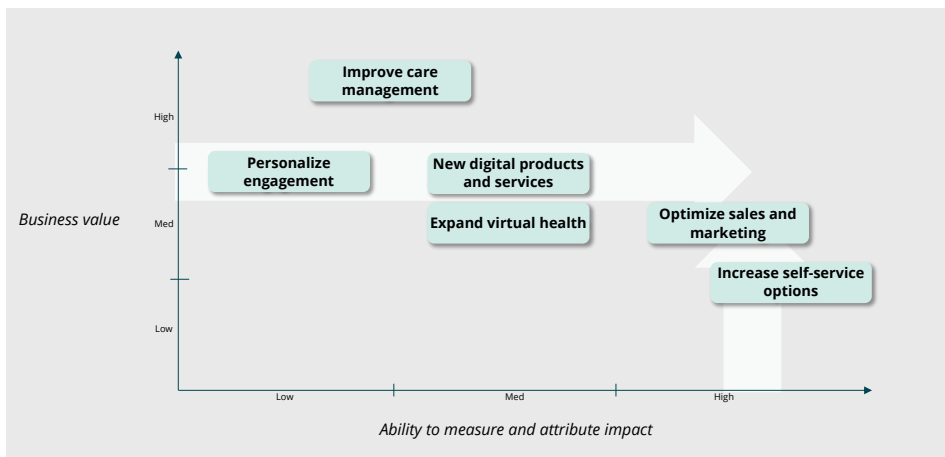 Improve care
management
High
Personalize
engagement
New digital products
and services
Business value
Med
Expand virtual health
Optimize sales and
marketing
Increase self-service
options
Low
Low
Med
High
Ability to measure and attribute impact